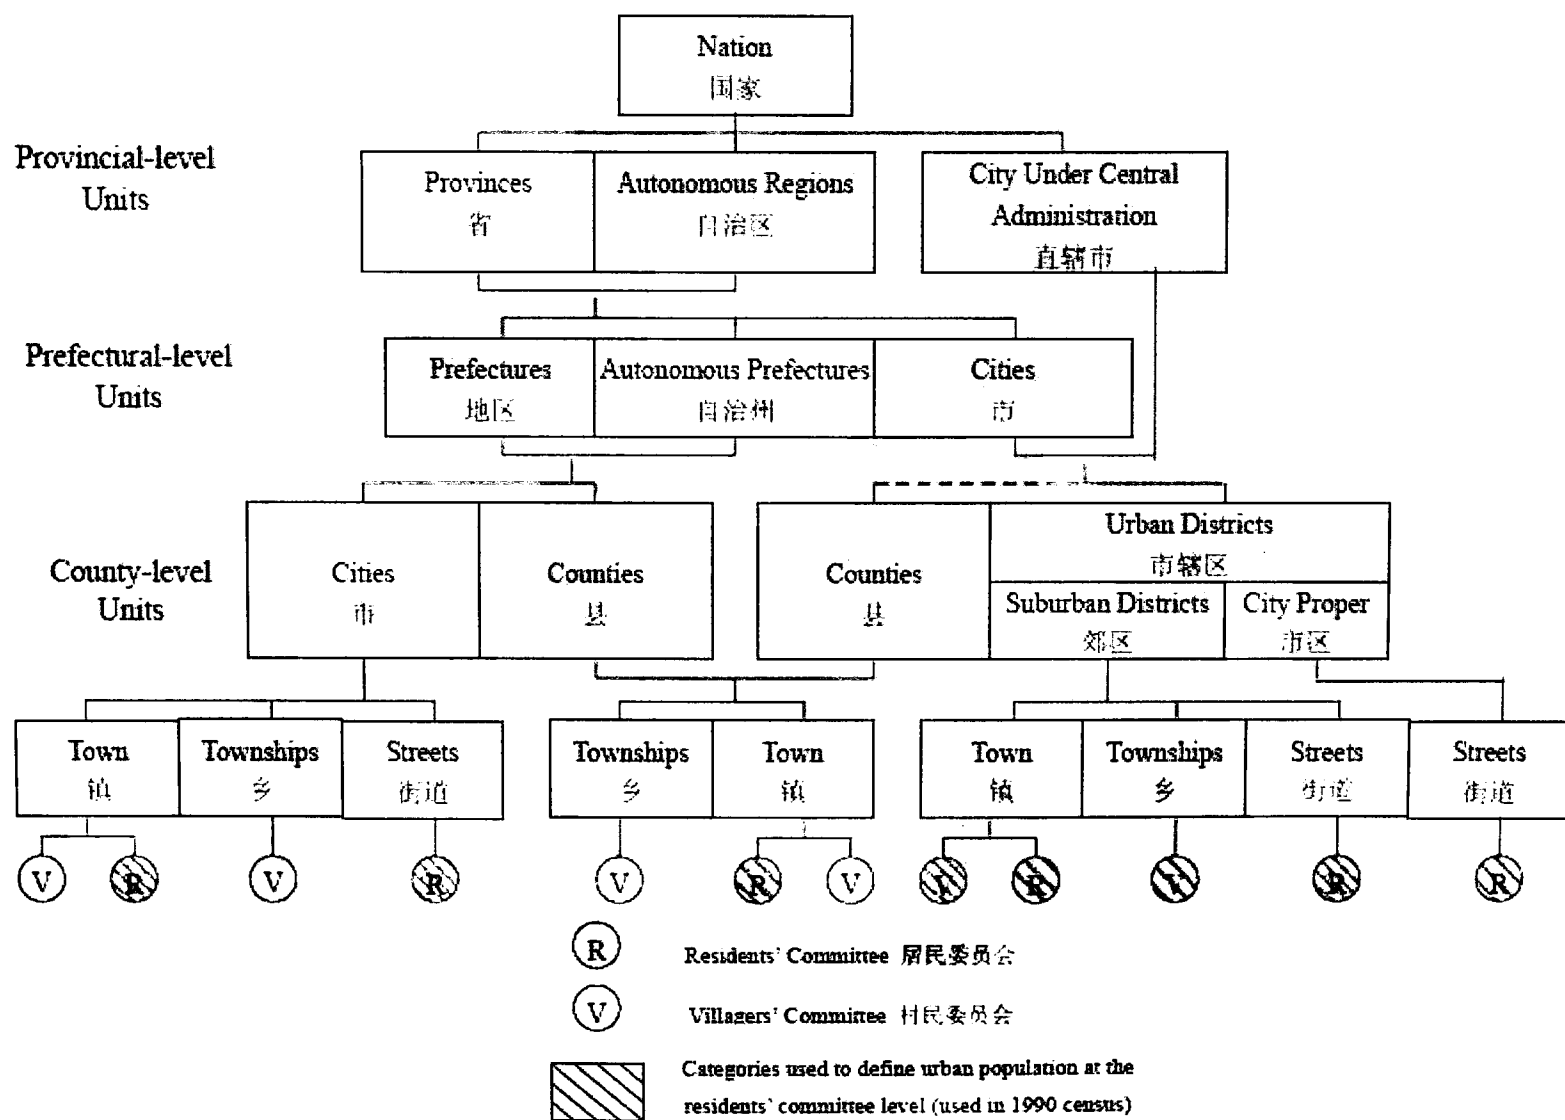 Nation
国家
Provincial-level
Units
Provinces
省
Autonomous Regions
自治区
City Under Central
Administration
直辖市
Prefectural-level
Units
Prefectures
地区
Autonomous Prefectures
自治州
Cities
市
County-level
Units
Cities
市
Counties
县
Counties
县
Urban Districts
市辖区
Suburban Districts
郊区
City Proper
市区
Town
镇
Townships
乡
Streets
街道
Townships
乡
Town
镇
Town
镇
Townships
乡
Streets
街道
Streets
街道
V
R
V
R
V
R
V
V
R
V
R
R
R
Residents' Committee 居民委员会
V
Villagers' Committee 村民委员会
Categories used to define urban population at the
residents' committee level (used in 1990 census)